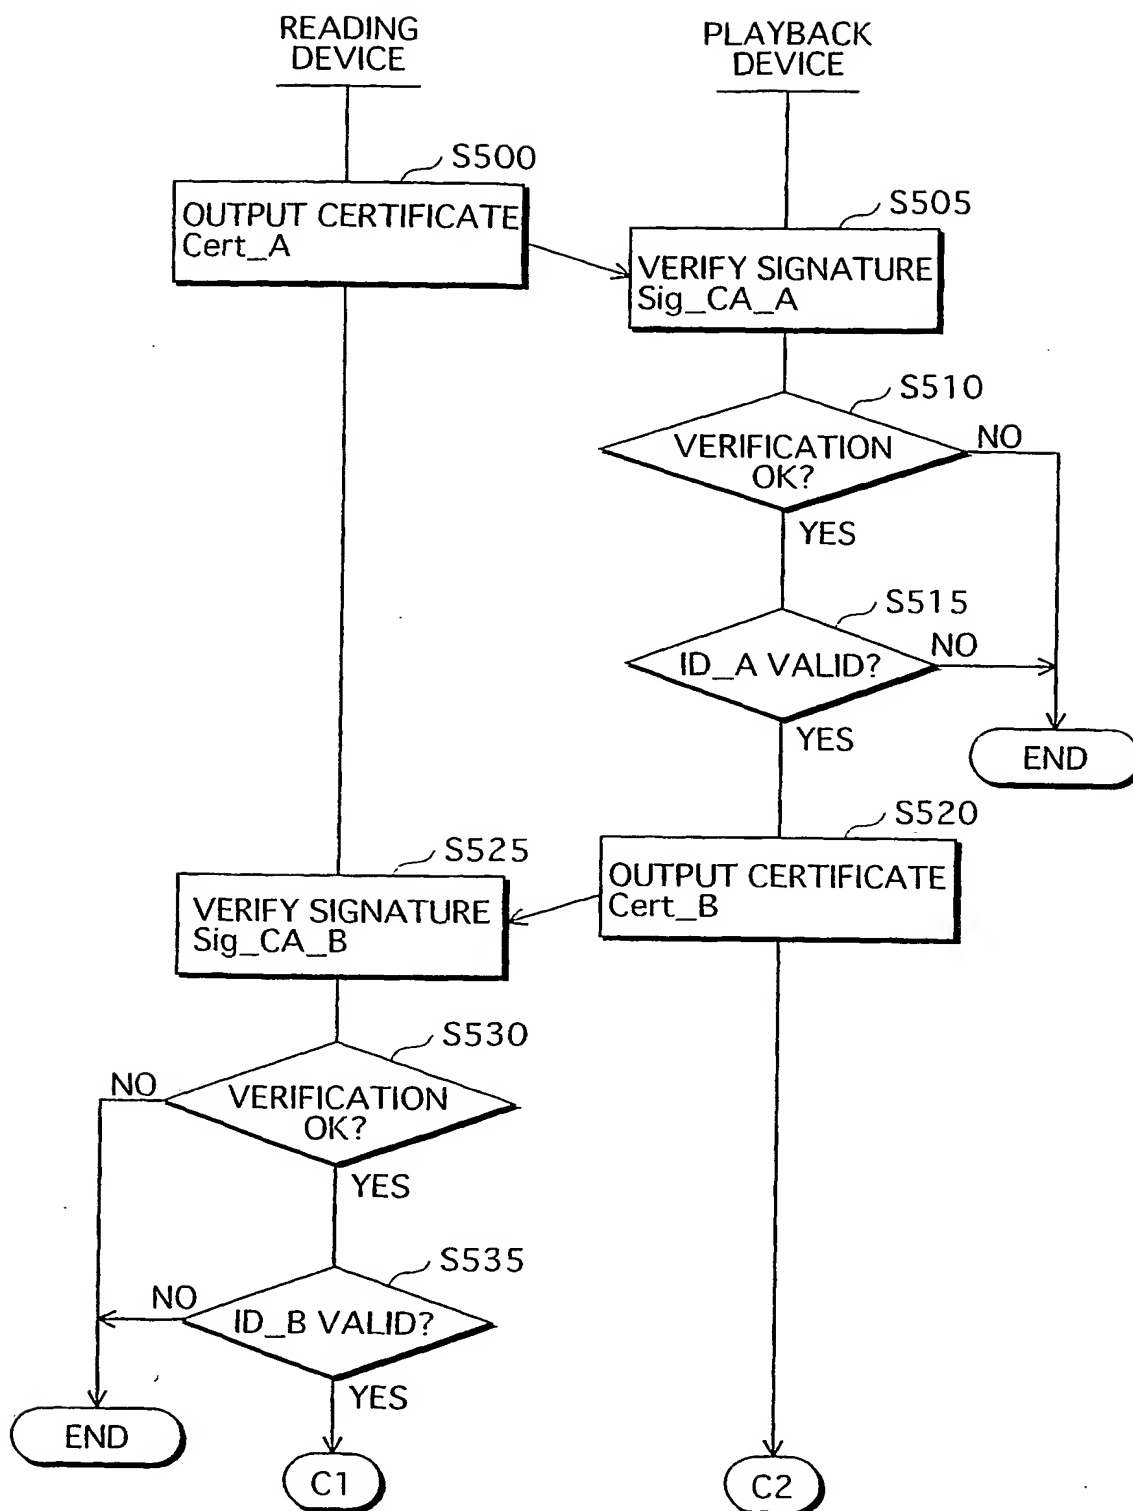 READING
DEVICE
PLAYBACK
DEVICE
S500
OUTPUT CERTIFICATE
Cert_A
S505
VERIFY SIGNATURE
Sig_CA_A
S510
VERIFICATION
OK?
NO
YES
S515
ID_A VALID?
NO
YES
END
S520
OUTPUT CERTIFICATE
Cert_B
S525
VERIFY SIGNATURE
Sig_CA_B
S530
VERIFICATION
OK?
NO
YES
S535
ID_B VALID?
NO
YES
END
C1
C2